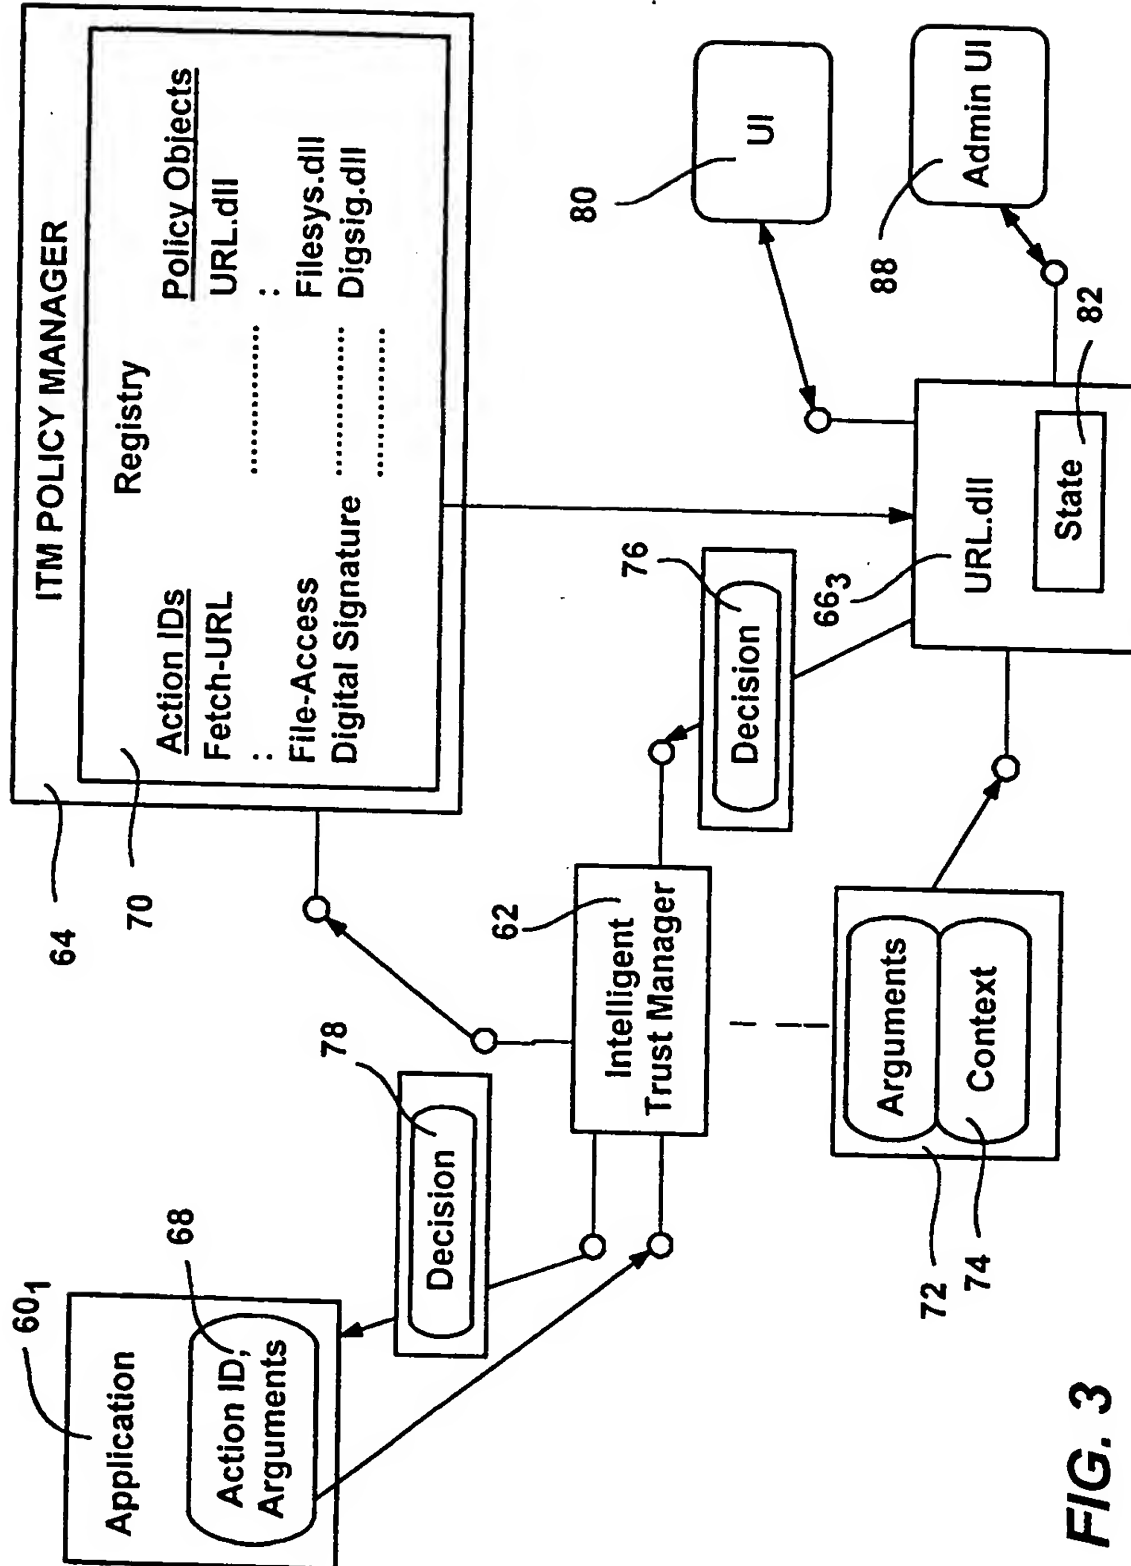 ITM POLICY MANAGER
Registry
Action IDs Policy Objects
Fetch-URL .............. URL.dll
: :
File-Access .............. Filesys.dll
Digital Signature .............. Digsig.dll
64
70
Application
60₁
Action ID,
Arguments
68
Decision
78
Intelligent
Trust Manager
62
Decision
76
URL.dll
66₃
State
82
UI
80
Admin UI
88
Arguments
Context
72
74
FIG. 3